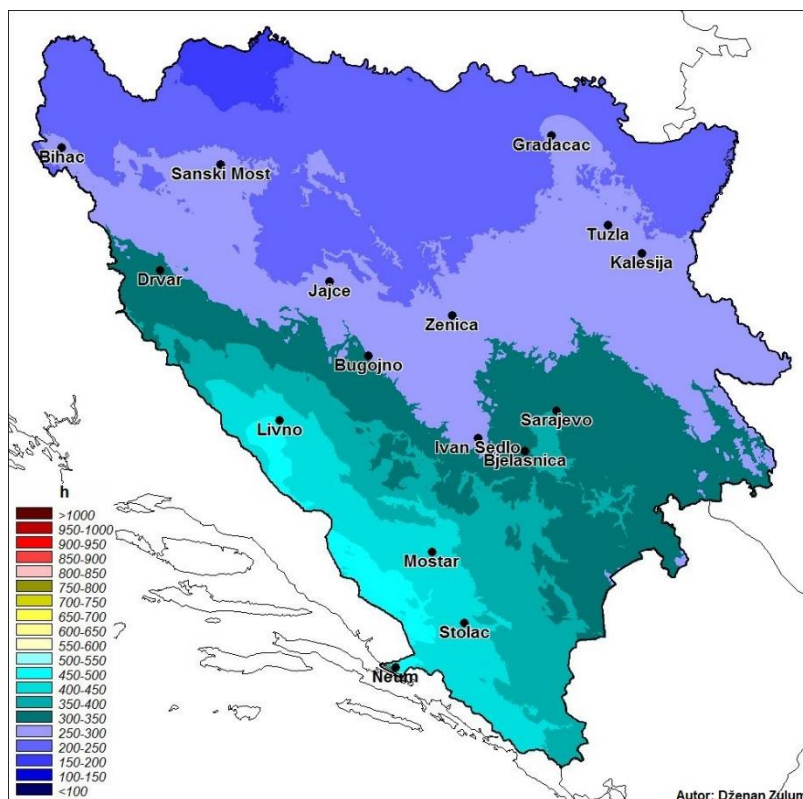 Gradacac
Bihac
Sanski Most
Tuzla
Kalesija
Drvar
Jajce
Zenica
Bugojno
Sarajevo
Livno
Ivan Sedlo
Bjelasnica
h
>1000
950-1000
900-950
850-900
800-850
750-800
700-750
650-700
600-650
550-600
500-550
450-500
400-450
350-400
300-350
250-300
200-250
150-200
100-150
<100
Mostar
Stolac
Neum
Autor: Dženan Zulum